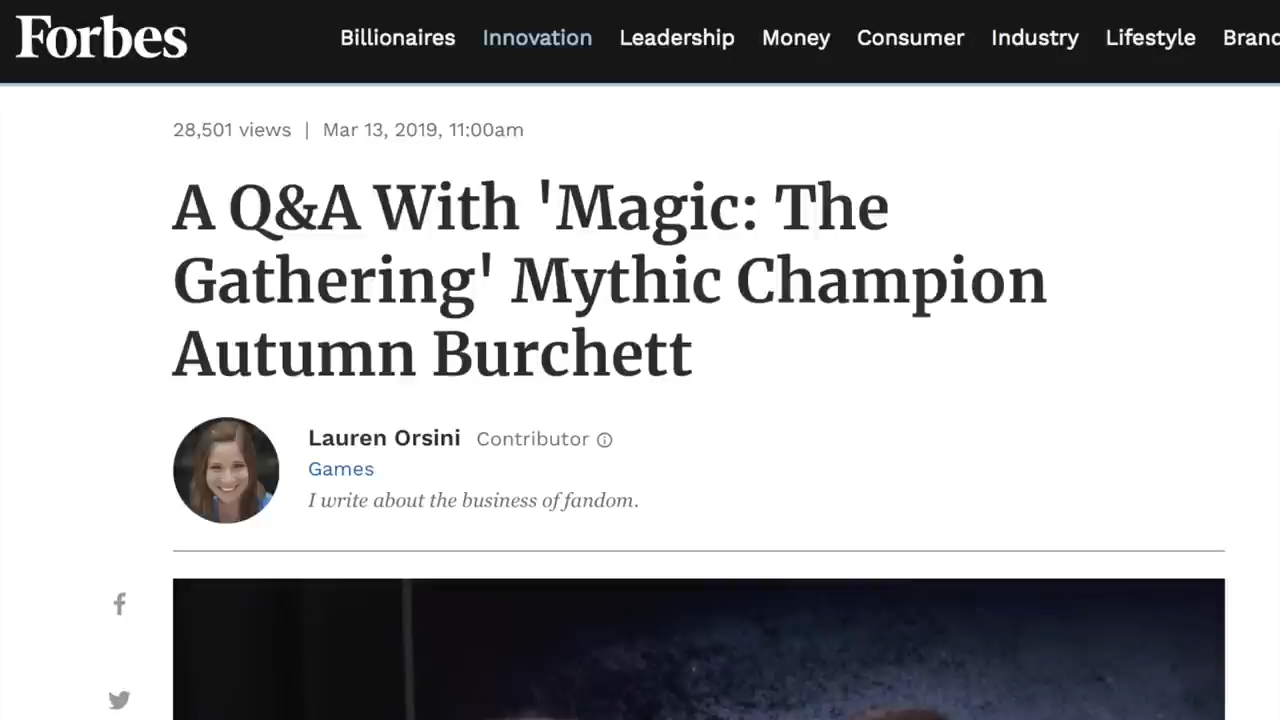 Forbes
Billionaires Innovation Leadership Money Consumer Industry Lifestyle Brand
28,501 views | Mar 13, 2019, 11:00am
A Q&A With 'Magic: The
Gathering' Mythic Champion
Autumn Burchett
Lauren Orsini Contributor
Games
I write about the business of fandom.